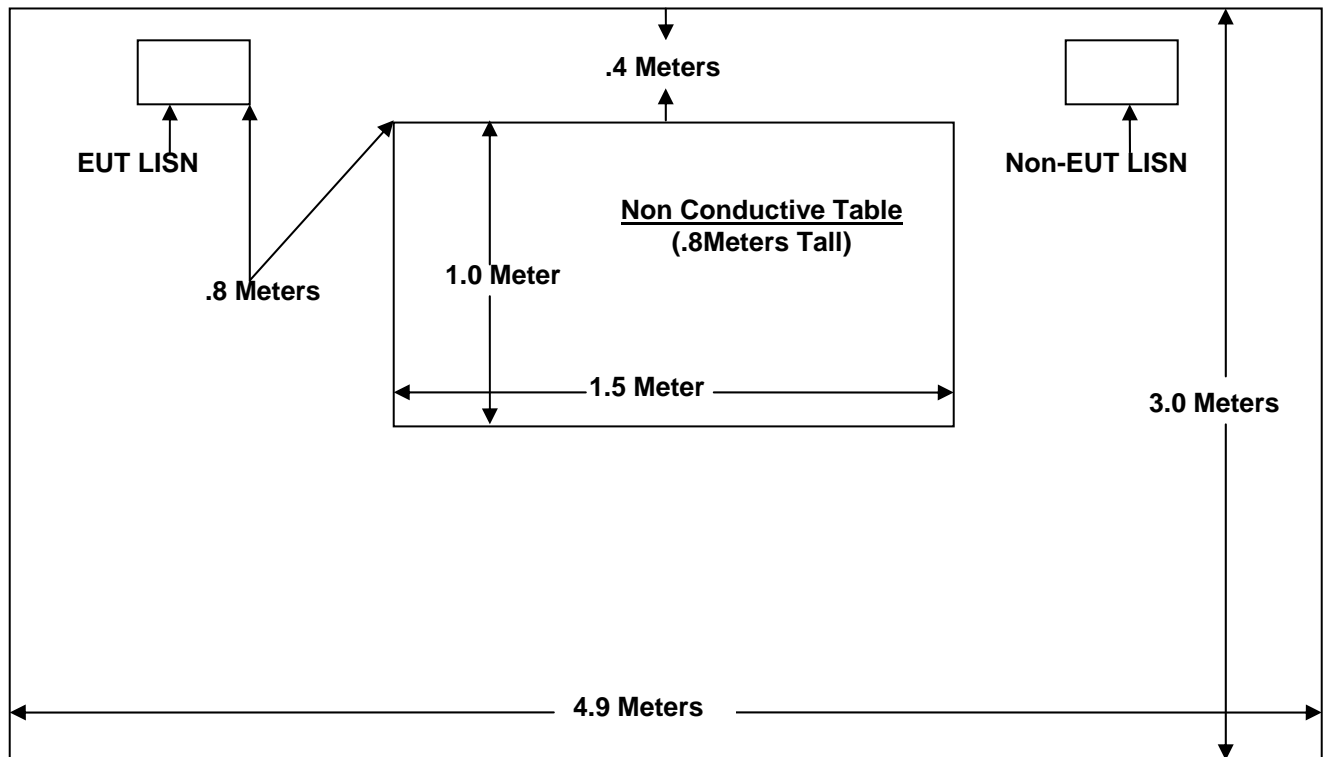 .4 Meters
EUT LISN
Non-EUT LISN
Non Conductive Table
(.8Meters Tall)
.8 Meters
1.0 Meter
1.5 Meter
3.0 Meters
4.9 Meters